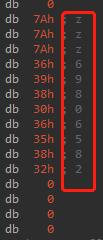 db 0
db 7Ah ; z
db 7Ah ; z
db 7Ah ; z
db 36h ; 6
db 39h ; 9
db 38h ; 8
db 30h ; 0
db 36h ; 6
db 35h ; 5
db 38h ; 8
db 32h ; 2
db 0
db 0
db 0
db 0